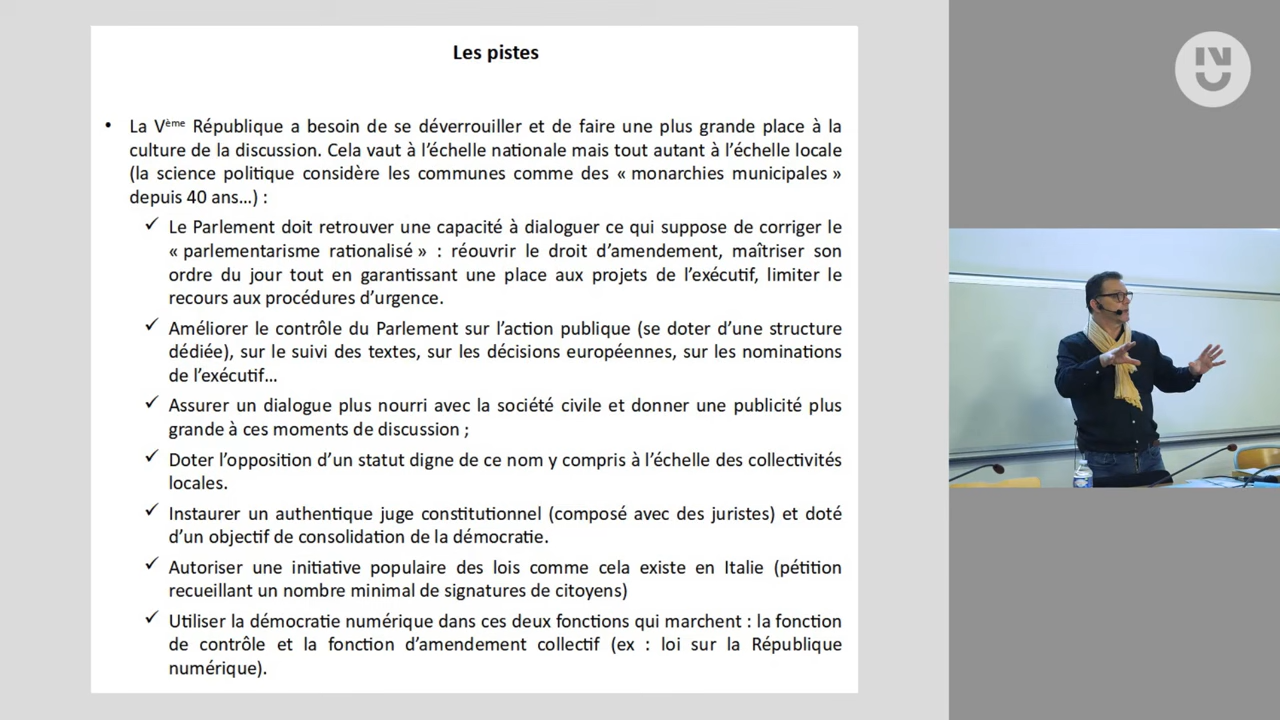 Les pistes
• La Vème République a besoin de se déverrouiller et de faire une plus grande place à la
culture de la discussion. Cela vaut à l’échelle nationale mais tout autant à l’échelle locale
(la science politique considère les communes comme des « monarchies municipales »
depuis 40 ans…) :
✓ Le Parlement doit retrouver une capacité à dialoguer ce qui suppose de corriger le
« parlementarisme rationalisé » : réouvrir le droit d’amendement, maîtriser son
ordre du jour tout en garantissant une place aux projets de l’exécutif, limiter le
recours aux procédures d’urgence.
✓ Améliorer le contrôle du Parlement sur l’action publique (se doter d’une structure
dédiée), sur le suivi des textes, sur les décisions européennes, sur les nominations
de l’exécutif…
✓ Assurer un dialogue plus nourri avec la société civile et donner une publicité plus
grande à ces moments de discussion ;
✓ Doter l’opposition d’un statut digne de ce nom y compris à l’échelle des collectivités
locales.
✓ Instaurer un authentique juge constitutionnel (composé avec des juristes) et doté
d’un objectif de consolidation de la démocratie.
✓ Autoriser une initiative populaire des lois comme cela existe en Italie (pétition
recueillant un nombre minimal de signatures de citoyens)
✓ Utiliser la démocratie numérique dans ces deux fonctions qui marchent : la fonction
de contrôle et la fonction d’amendement collectif (ex : loi sur la République
numérique).